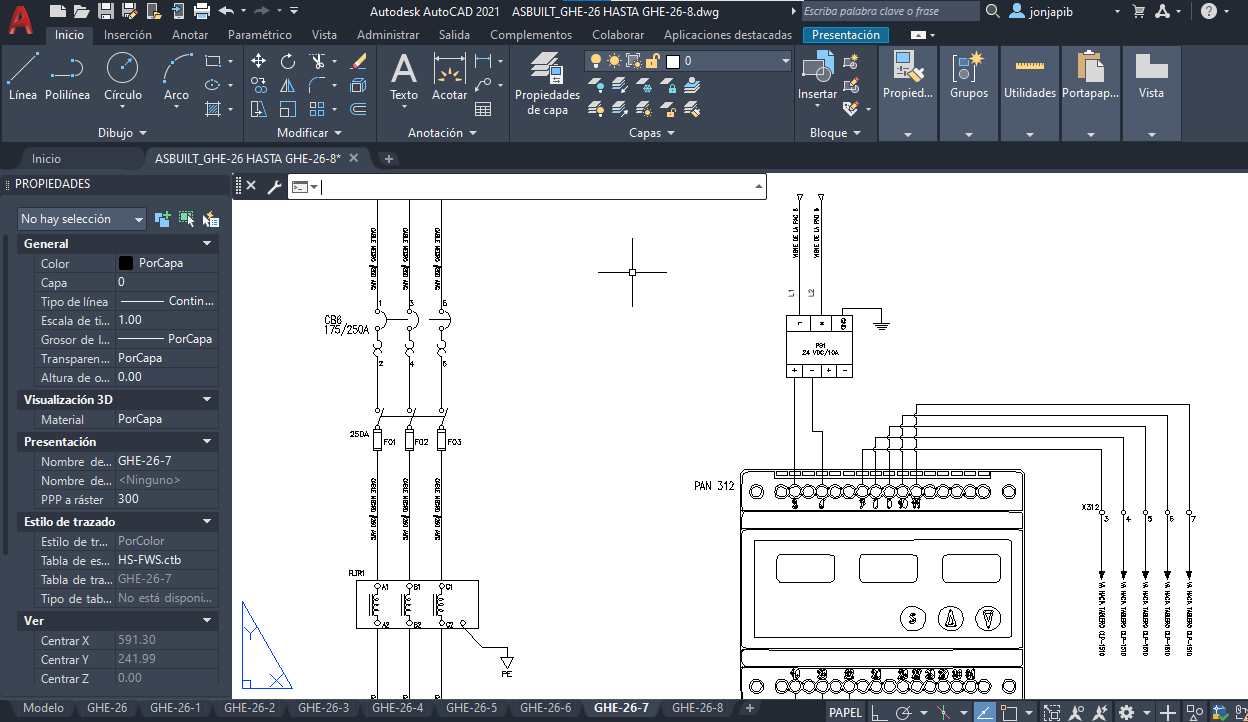 Autodesk AutoCAD 2021 ASBUILT_GHE-26 HASTA GHE-26-8.dwg
Escriba palabra clave o frase
jonjapib
Inicio Inserción Anotar Paramétrico Vista Administrar Salida Complementos Colaborar Aplicaciones destacadas Presentación
Línea Polilínea Círculo Arco
Dibujo
Modificar
Texto Acotar
Anotación
Propiedades de capa
0
Capas
Insertar
Bloque
Propied...
Grupos
Utilidades
Portapap...
Vista
Inicio
ASBUILT_GHE-26 HASTA GHE-26-8*
PROPIEDADES
No hay selección
General
Color PorCapa
Capa 0
Tipo de línea Contin...
Escala de ti... 1.00
Grosor de l... PorCapa
Transparen... PorCapa
Altura de o... 0.00
Visualización 3D
Material PorCapa
Presentación
Nombre de... GHE-26-7
Nombre de... <Ninguno>
PPP a ráster 300
Estilo de trazado
Estilo de tr... PorColor
Tabla de es... HS-FWS.ctb
Tabla de tra... GHE-26-7
Tipo de tab... No está disponi...
Ver
Centrar X 591.30
Centrar Y 241.99
Centrar Z 0.00
1 3 5
CB6
175/250A
2 4 6
250A
F01 F02 F03
FLTR1
A1 B1 C1
A2 B2 C2
PE
L1 L2
GND
PS1
24 VDC/10A
+ - + -
PAN 312
X312
3 4 5 6 7
VA HACIA TABLERO CLP-1510
Y
X
Modelo GHE-26 GHE-26-1 GHE-26-2 GHE-26-3 GHE-26-4 GHE-26-5 GHE-26-6 GHE-26-7 GHE-26-8
PAPEL